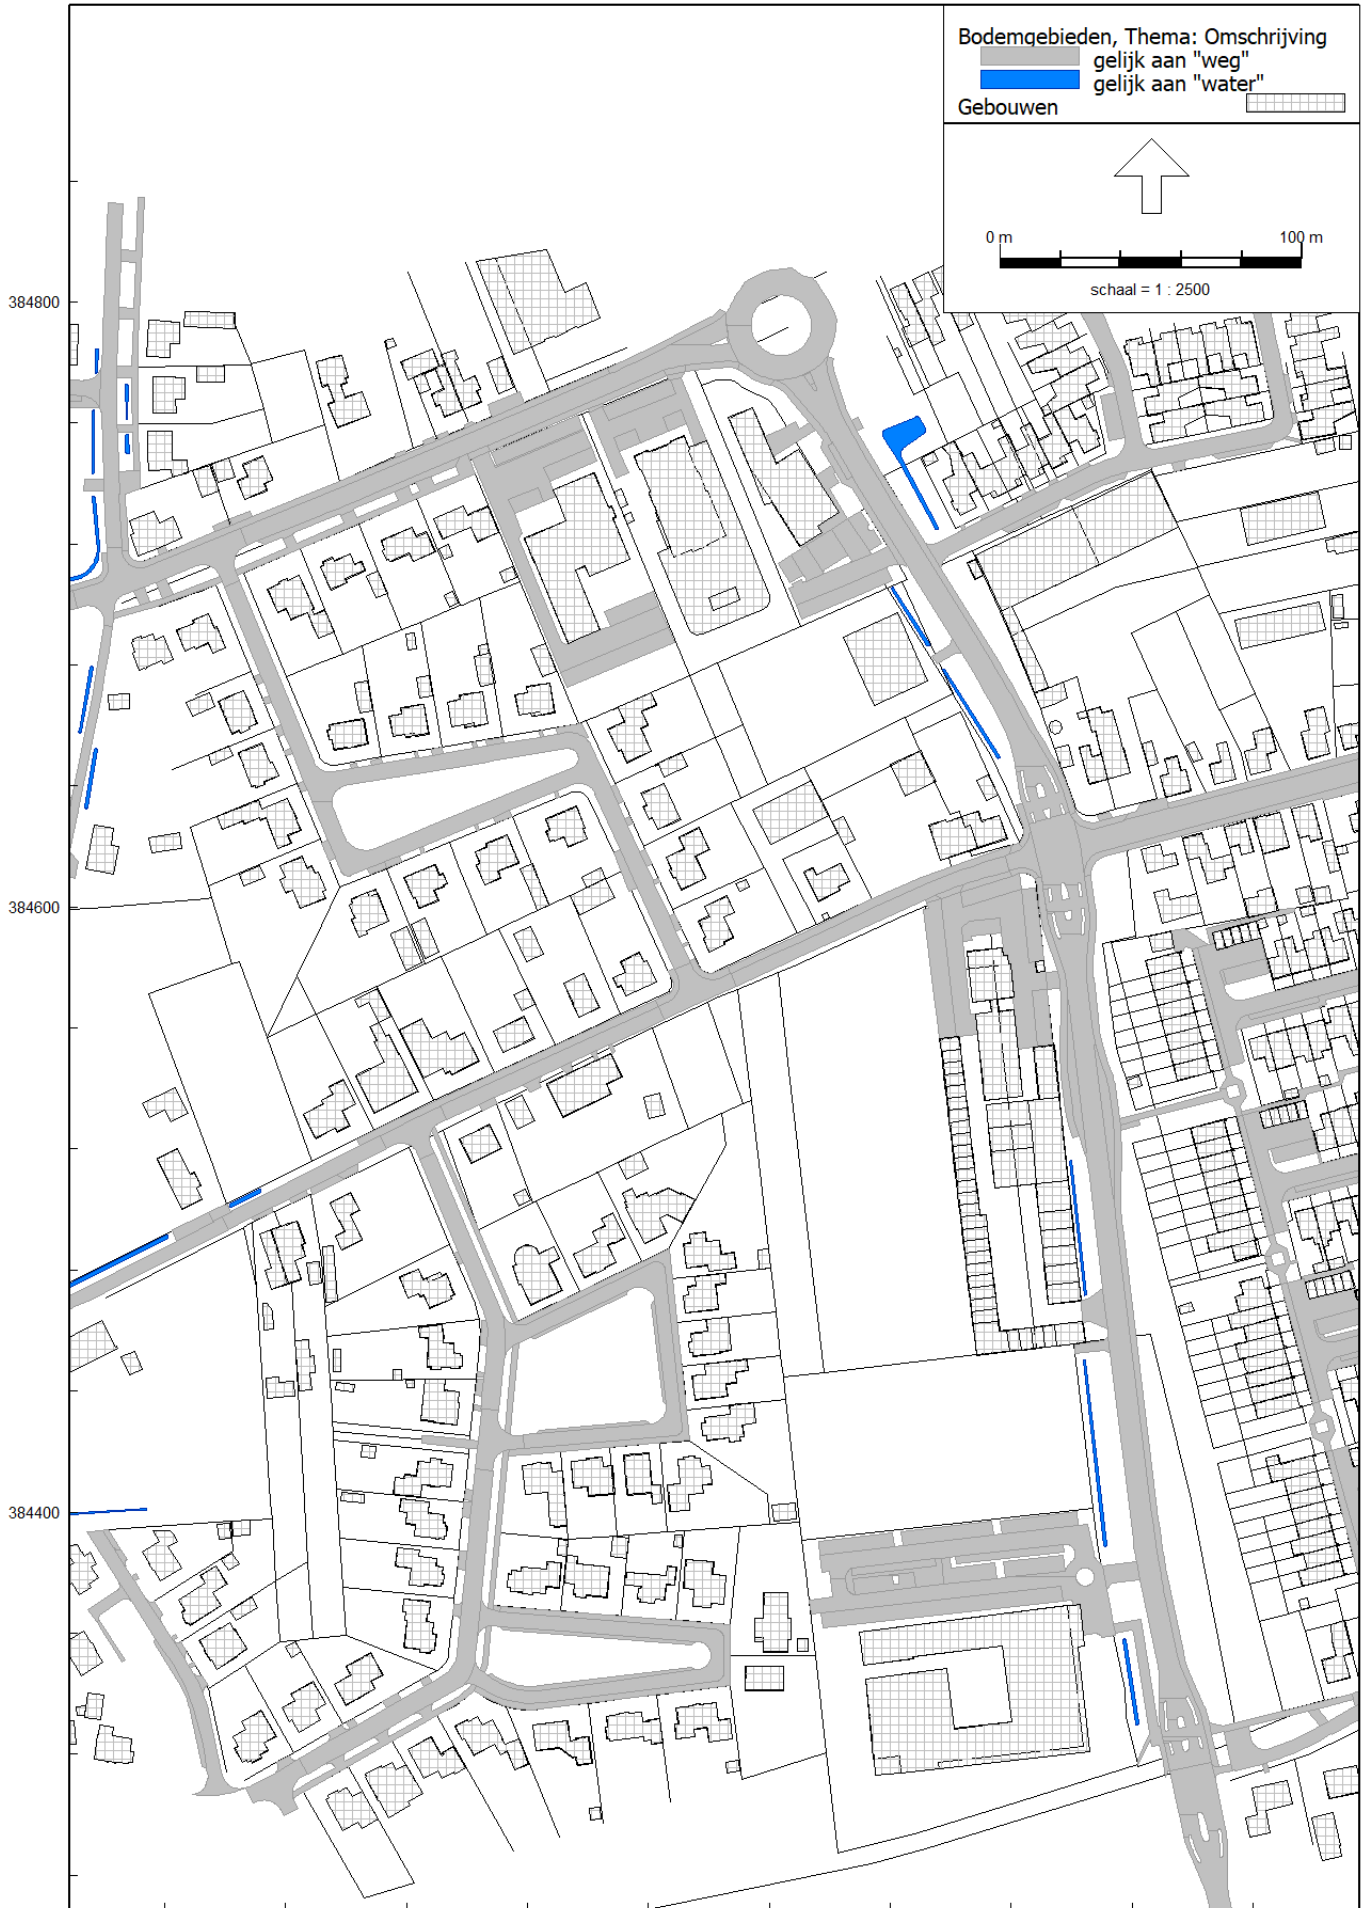 Bodemgebieden, Thema: Omschrijving
gelijk aan "weg"
gelijk aan "water"
Gebouwen
0 m 100 m
schaal = 1 : 2500
384800
384600
384400